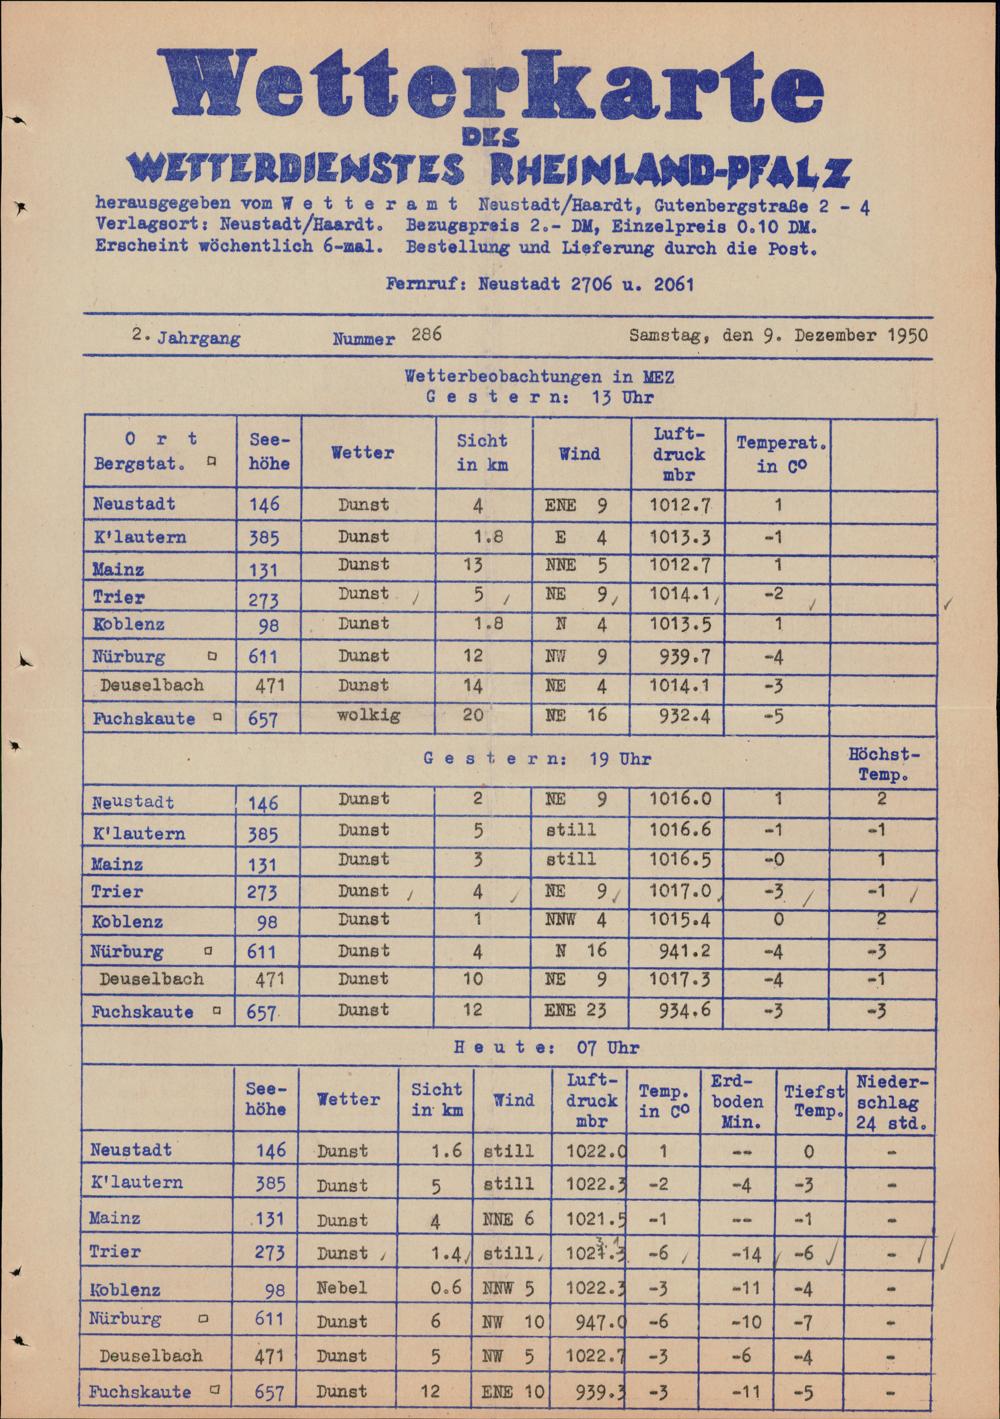 Wetterkarte
DES
WETTERDIENSTES RHEINLAND-PFALZ
herausgegeben vom W e t t e r a m t Neustadt/Haardt, Gutenbergstraße 2 - 4
Verlagsort: Neustadt/Haardt. Bezugspreis 2.- DM, Einzelpreis 0.10 DM.
Erscheint wöchentlich 6-mal. Bestellung und Lieferung durch die Post.
Fernruf: Neustadt 2706 u. 2061
2. Jahrgang Nummer 286 Samstag, den 9. Dezember 1950
Wetterbeobachtungen in MEZ
G e s t e r n: 13 Uhr
O r t See- Wetter Sicht Wind Luft- Temperat.
Bergstat. ▫ höhe in km druck in C°
mbr
Neustadt 146 Dunst 4 ENE 9 1012.7 1
K'lautern 385 Dunst 1.8 E 4 1013.3 -1
Mainz 131 Dunst 13 NNE 5 1012.7 1
Trier 273 Dunst 5 NE 9 1014.1 -2
Koblenz 98 Dunst 1.8 N 4 1013.5 1
Nürburg ▫ 611 Dunst 12 NW 9 939.7 -4
Deuselbach 471 Dunst 14 NE 4 1014.1 -3
Fuchskaute ▫ 657 wolkig 20 NE 16 932.4 -5
G e s t e r n: 19 Uhr Höchst-
Temp.
Neustadt 146 Dunst 2 NE 9 1016.0 1 2
K'lautern 385 Dunst 5 still 1016.6 -1 -1
Mainz 131 Dunst 3 still 1016.5 -0 1
Trier 273 Dunst 4 NE 9 1017.0 -3 -1
Koblenz 98 Dunst 1 NNW 4 1015.4 0 2
Nürburg ▫ 611 Dunst 4 N 16 941.2 -4 -3
Deuselbach 471 Dunst 10 NE 9 1017.3 -4 -1
Fuchskaute ▫ 657 Dunst 12 ENE 23 934.6 -3 -3
H e u t e: 07 Uhr
See- Wetter Sicht Wind Luft- Temp. Erd- Tiefst Nieder-
höhe in km druck in C° boden Temp. schlag
mbr Min. 24 std.
Neustadt 146 Dunst 1.6 still 1022.0 1 -- 0 -
K'lautern 385 Dunst 5 still 1022.3 -2 -4 -3 -
Mainz 131 Dunst 4 NNE 6 1021.5 -1 -- -1 -
Trier 273 Dunst 1.4 still -6 -14 -6 -
Koblenz 98 Nebel 0.6 NNW 5 1022.3 -3 -11 -4 -
Nürburg ▫ 611 Dunst 6 NW 10 947.0 -6 -10 -7 -
Deuselbach 471 Dunst 5 NW 5 1022.7 -3 -6 -4 -
Fuchskaute ▫ 657 Dunst 12 ENE 10 939.3 -3 -11 -5 -